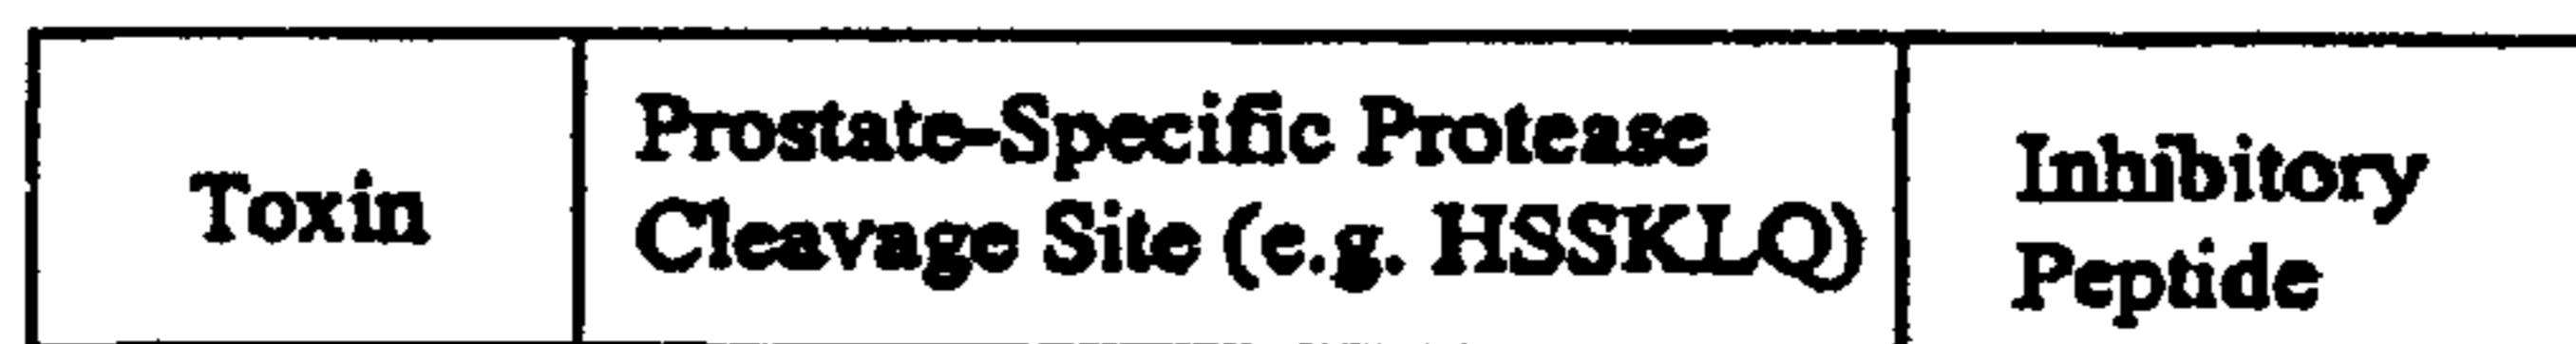 Toxin
Prostate-Specific Protease
Cleavage Site (e.g. HSSKLQ)
Inhibitory
Peptide